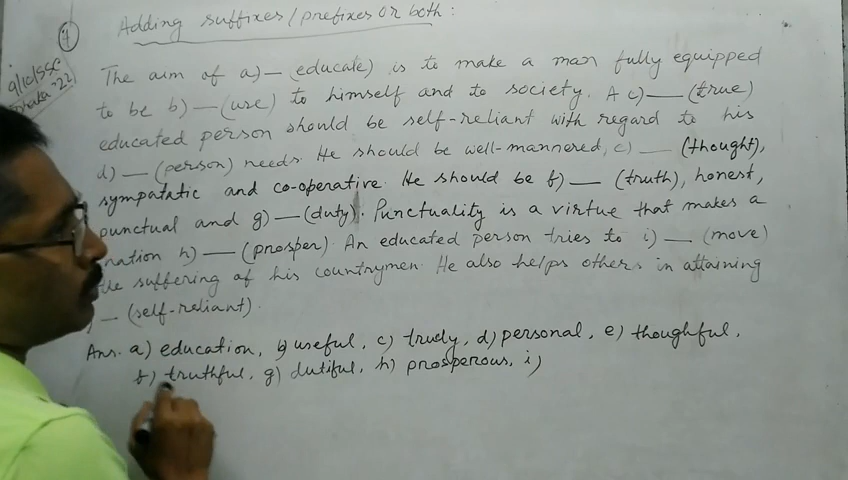 Adding suffixes/prefixes or both:
7
9/10/SSC
Dhaka-22
The aim of a)— (educate) is to make a man fully equipped
to be b)— (use) to himself and to society. A c)— (true)
educated person should be self-reliant with regard to his
d)— (person) needs. He should be well-mannered, e)— (thought),
sympatatic and co-operative. He should be f)— (truth), honest,
punctual and g)— (duty). Punctuality is a virtue that makes a
nation h)— (prosper). An educated person tries to i)— (move)
the suffering of his countrymen. He also helps others in attaining
)— (self-reliant).
Ans. a) education, b) useful, c) truely, d) personal, e) thoughful,
f) truthful, g) dutiful, h) prosperous, i)